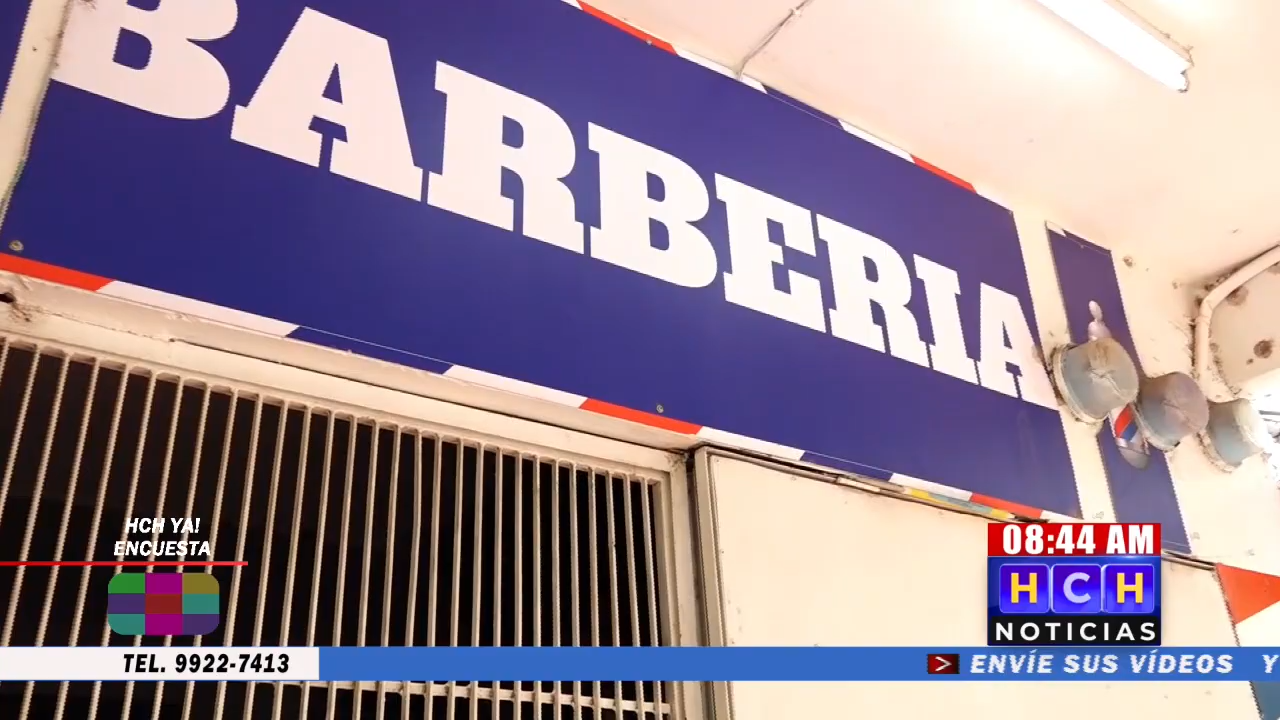 BARBERIA
HCH YA!
ENCUESTA
08:44 AM
HCH
NOTICIAS
TEL. 9922-7413
ENVÍE SUS VÍDEOS Y